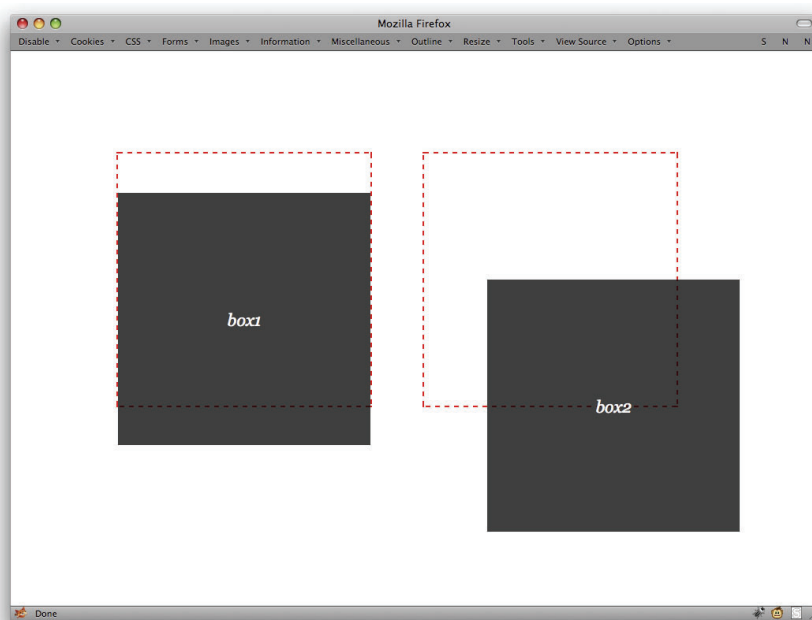 Mozilla Firefox
Disable Cookies CSS Forms Images Information Miscellaneous Outline Resize Tools View Source Options S N N
box1
box2
Done